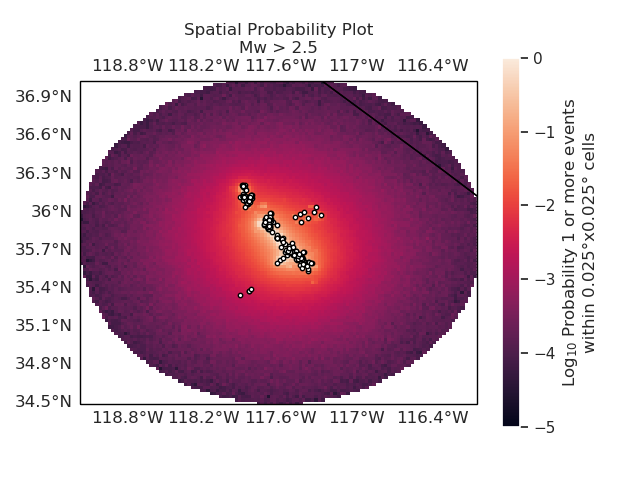 Spatial Probability Plot
Mw > 2.5
118.8°W 118.2°W 117.6°W 117°W 116.4°W
36.9°N
36.6°N
36.3°N
36°N
35.7°N
35.4°N
35.1°N
34.8°N
34.5°N
118.8°W 118.2°W 117.6°W 117°W 116.4°W
0
−1
−2
−3
−4
−5
Log₁₀ Probability 1 or more events
within 0.025°x0.025° cells